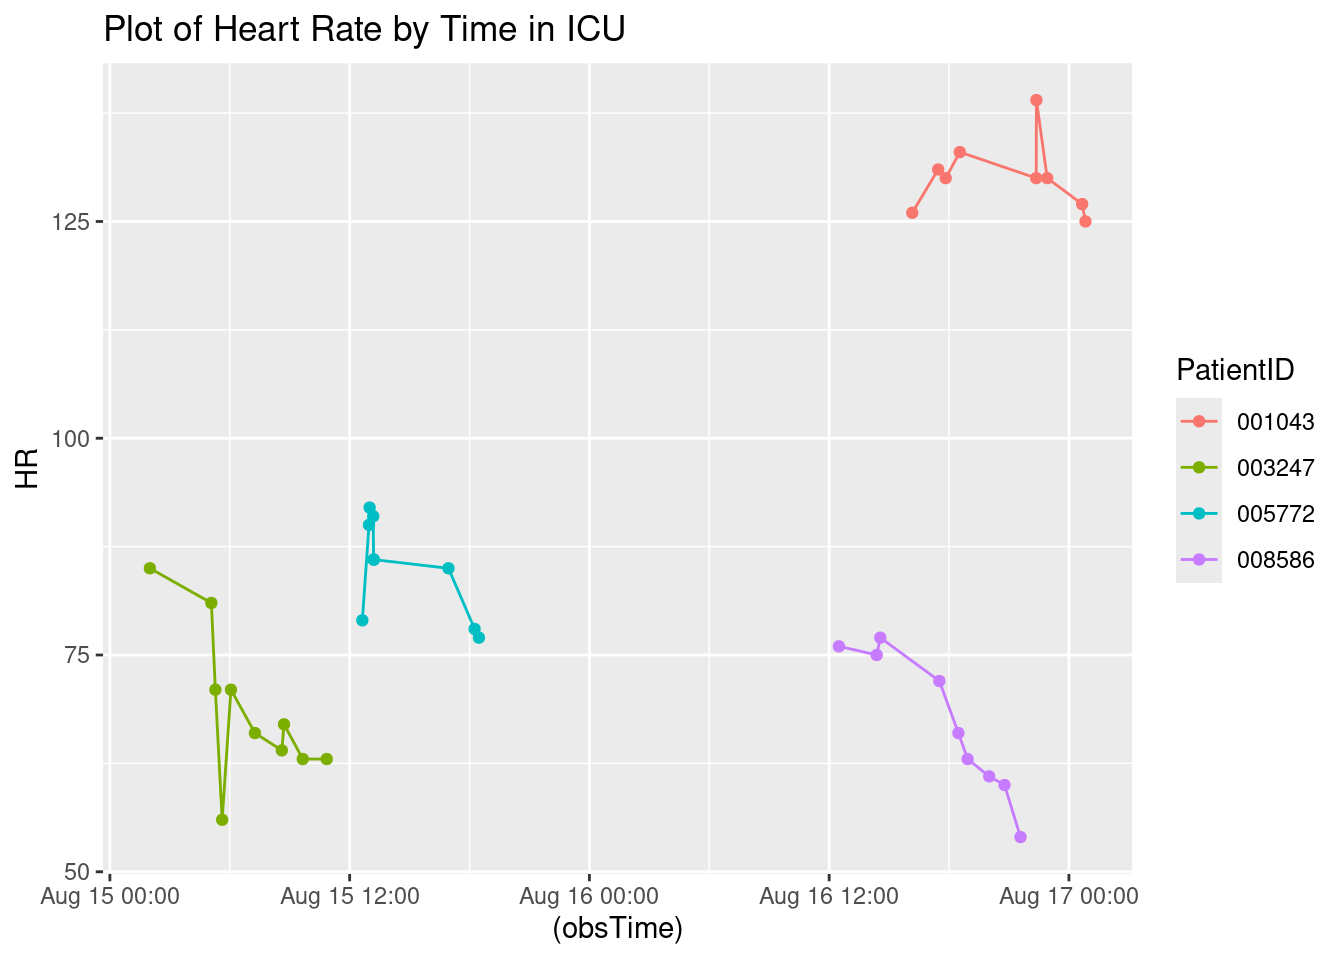 Plot of Heart Rate by Time in ICU
125
100
75
50
HR
Aug 15 00:00 Aug 15 12:00 Aug 16 00:00 Aug 16 12:00 Aug 17 00:00
(obsTime)
PatientID
001043
003247
005772
008586